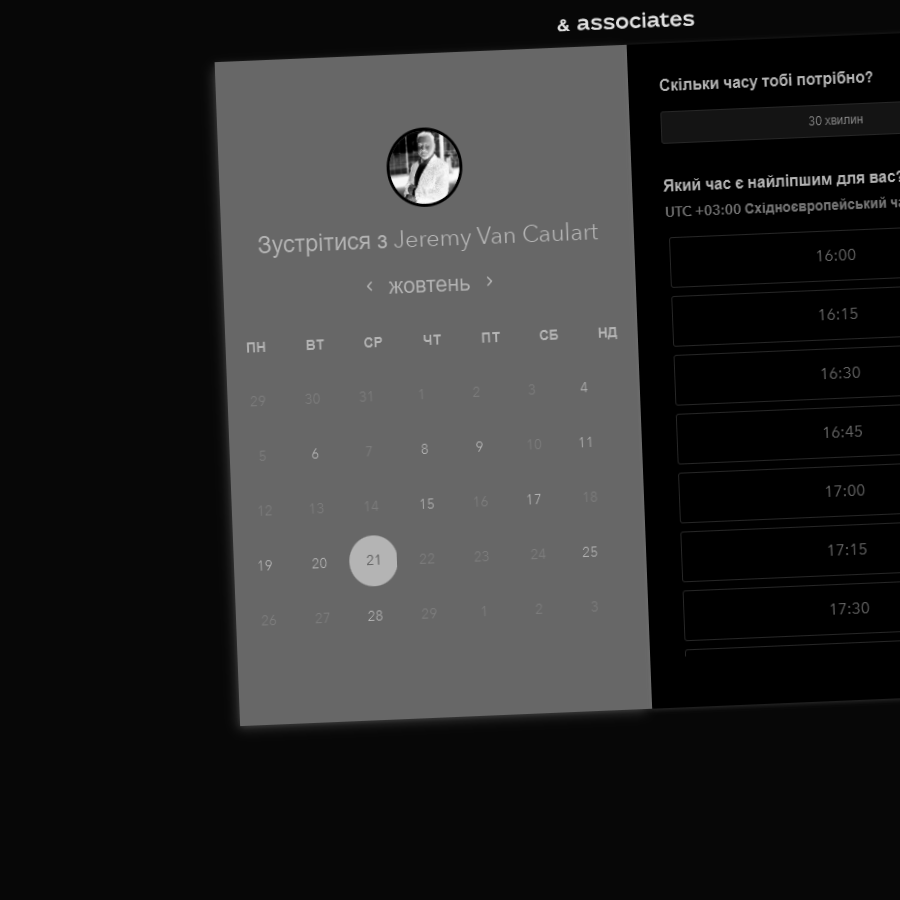 & associates
Зустрітися з Jeremy Van Caulart
‹ жовтень ›
ПН ВТ СР ЧТ ПТ СБ НД
29 30 31 1 2 3 4
5 6 7 8 9 10 11
12 13 14 15 16 17 18
19 20 21 22 23 24 25
26 27 28 29 1 2 3
Скільки часу тобі потрібно?
30 хвилин
Який час є найліпшим для вас?
UTC +03:00 Східноєвропейський
16:00
16:15
16:30
16:45
17:00
17:15
17:30